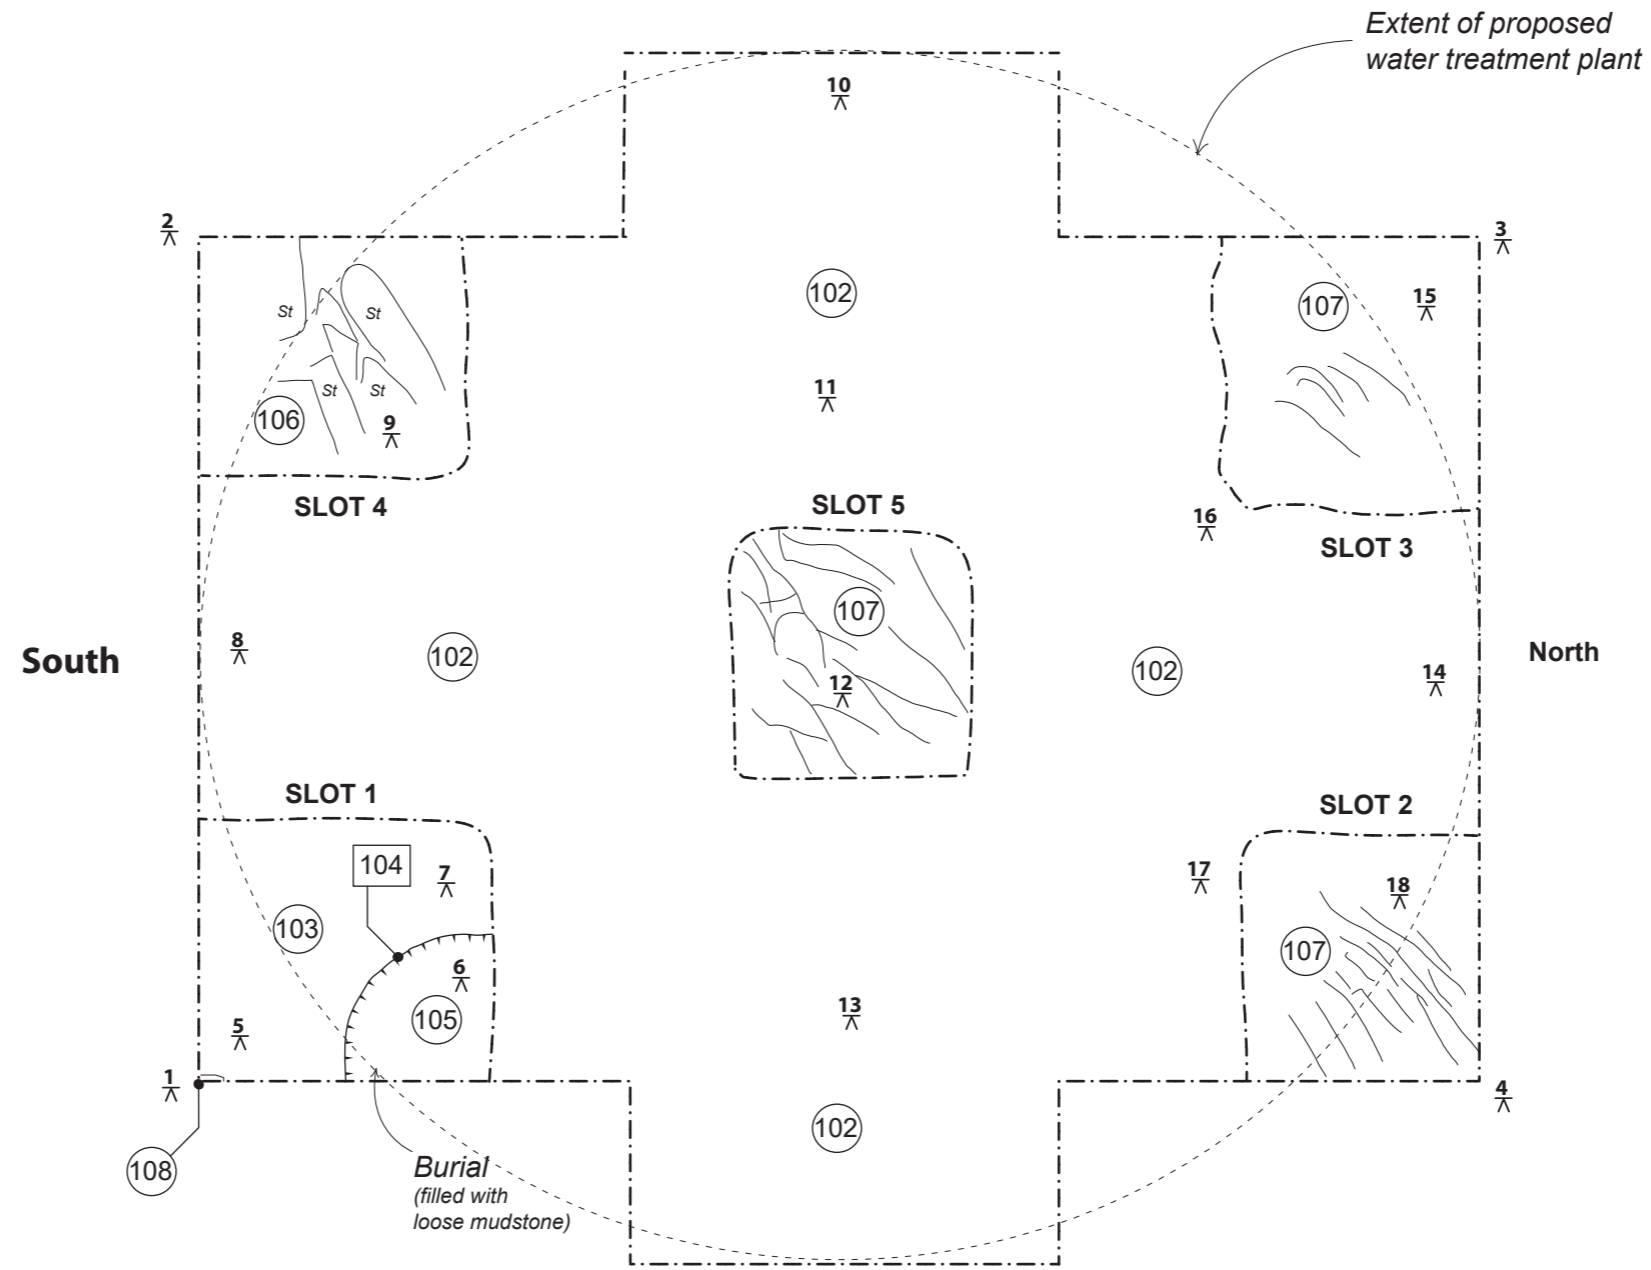 Extent of proposed
water treatment plant
10
2
3
102
107
15
St
St
11
St
St
106
9
SLOT 4
SLOT 5
16
SLOT 3
107
8
102
South
12
102
14
North
SLOT 1
SLOT 2
104
7
17
18
103
107
6
105
5
13
1
4
102
108
Burial
(filled with
loose mudstone)